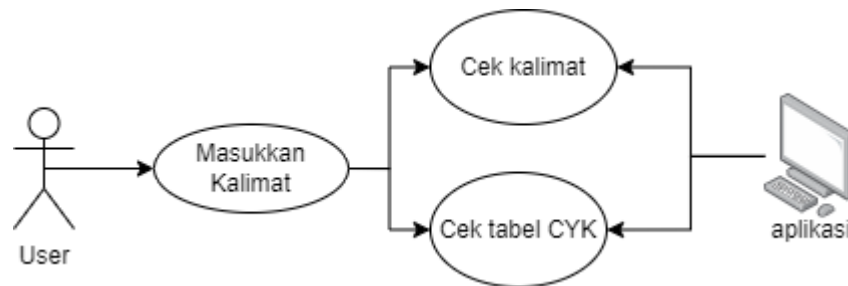 Cek kalimat
Masukkan
Kalimat
Cek tabel CYK
User
aplikasi